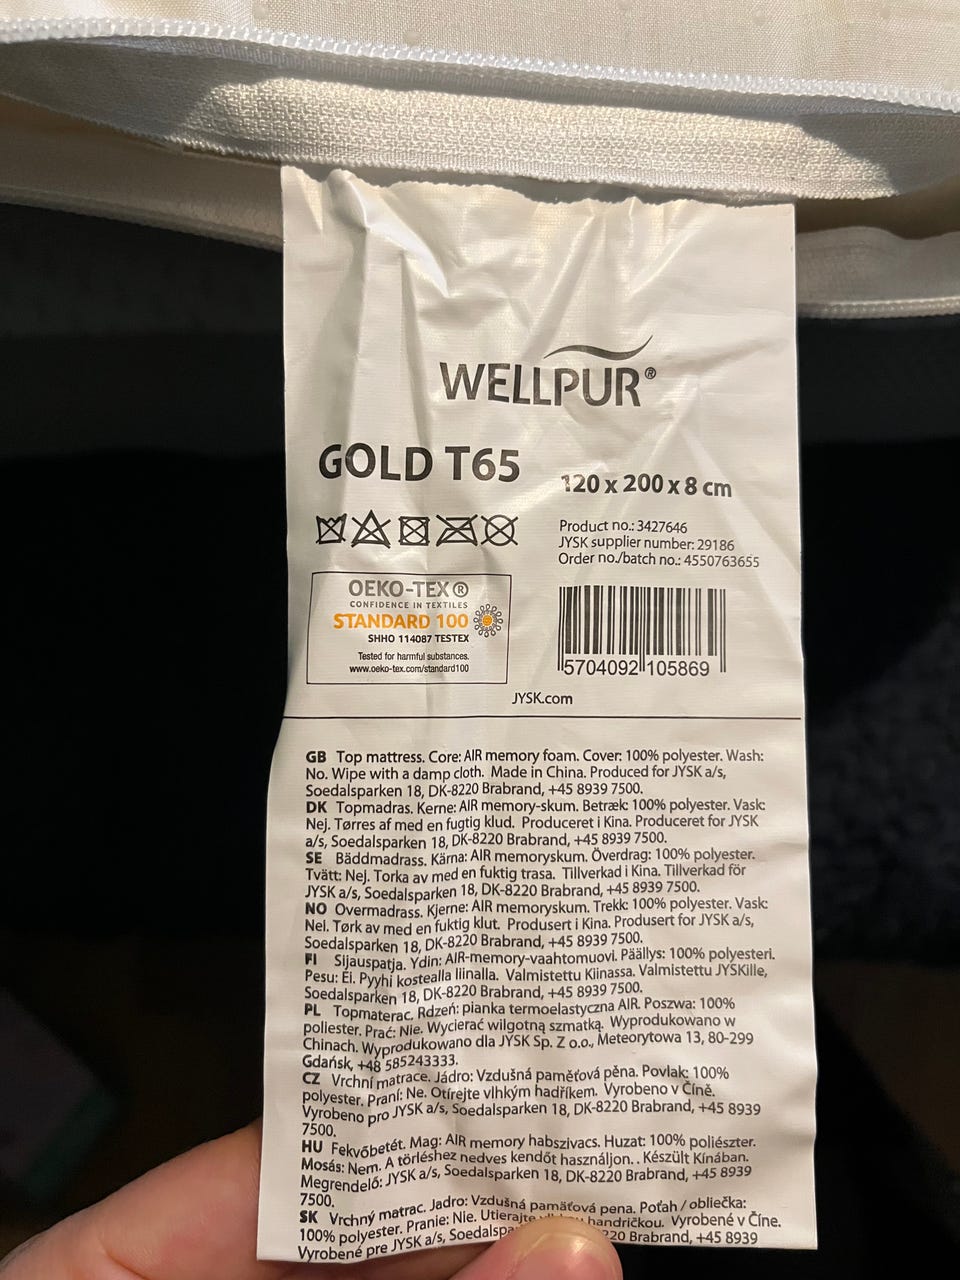 WELLPUR®
GOLD T65
120 x 200 x 8 cm
Product no.: 3427646
JYSK supplier number: 29186
Order no./batch no.: 4550763655
OEKO-TEX®
CONFIDENCE IN TEXTILES
STANDARD 100
SHHO 114087 TESTEX
Tested for harmful substances.
www.oeko-tex.com/standard100
5704092 105869
JYSK.com
GB Top mattress. Core: AIR memory foam. Cover: 100% polyester. Wash:
No. Wipe with a damp cloth. Made in China. Produced for JYSK a/s,
Soedalsparken 18, DK-8220 Brabrand, +45 8939 7500.
DK Topmadras. Kerne: AIR memory-skum. Betræk: 100% polyester. Vask:
Nej. Tørres af med en fugtig klud. Produceret i Kina. Produceret for JYSK
a/s, Soedalsparken 18, DK-8220 Brabrand, +45 8939 7500.
SE Bäddmadrass. Kärna: AIR memoryskum. Överdrag: 100% polyester.
Tvätt: Nej. Torka av med en fuktig trasa. Tillverkad i Kina. Tillverkad för
JYSK a/s, Soedalsparken 18, DK-8220 Brabrand, +45 8939 7500.
NO Overmadrass. Kjerne: AIR memoryskum. Trekk: 100% polyester. Vask:
Nei. Tørk av med en fuktig klut. Produsert i Kina. Produsert for JYSK a/s,
Soedalsparken 18, DK-8220 Brabrand, +45 8939 7500.
FI Sijauspatja. Ydin: AIR-memory-vaahtomuovi. Päällys: 100% polyesteri.
Pesu: Ei. Pyyhi kostealla liinalla. Valmistettu Kiinassa. Valmistettu JYSKille,
Soedalsparken 18, DK-8220 Brabrand, +45 8939 7500.
PL Topmaterac. Rdzeń: pianka termoelastyczna AIR. Poszwa: 100%
poliester. Prać: Nie. Wycierać wilgotną szmatką. Wyprodukowano w
Chinach. Wyprodukowano dla JYSK Sp. Z o.o., Meteorytowa 13, 80-299
Gdańsk, +48 585243333.
CZ Vrchní matrace. Jádro: Vzdušná paměťová pěna. Povlak: 100%
polyester. Praní: Ne. Otírejte vlhkým hadříkem. Vyrobeno v Číně.
Vyrobeno pro JYSK a/s, Soedalsparken 18, DK-8220 Brabrand, +45 8939
7500.
HU Fekvőbetét. Mag: AIR memory habszivacs. Huzat: 100% poliészter.
Mosás: Nem. A törléshez nedves kendőt használjon. . Készült Kínában.
Megrendelő: JYSK a/s, Soedalsparken 18, DK-8220 Brabrand, +45 8939
7500.
SK Vrchný matrac. Jadro: Vzdušná pamäťová pena. Poťah / obliečka:
100% polyester. Pranie: Nie. Utierajte handričkou. Vyrobené v Číne.
Vyrobené pre JYSK a/s, Brabrand, +45 8939